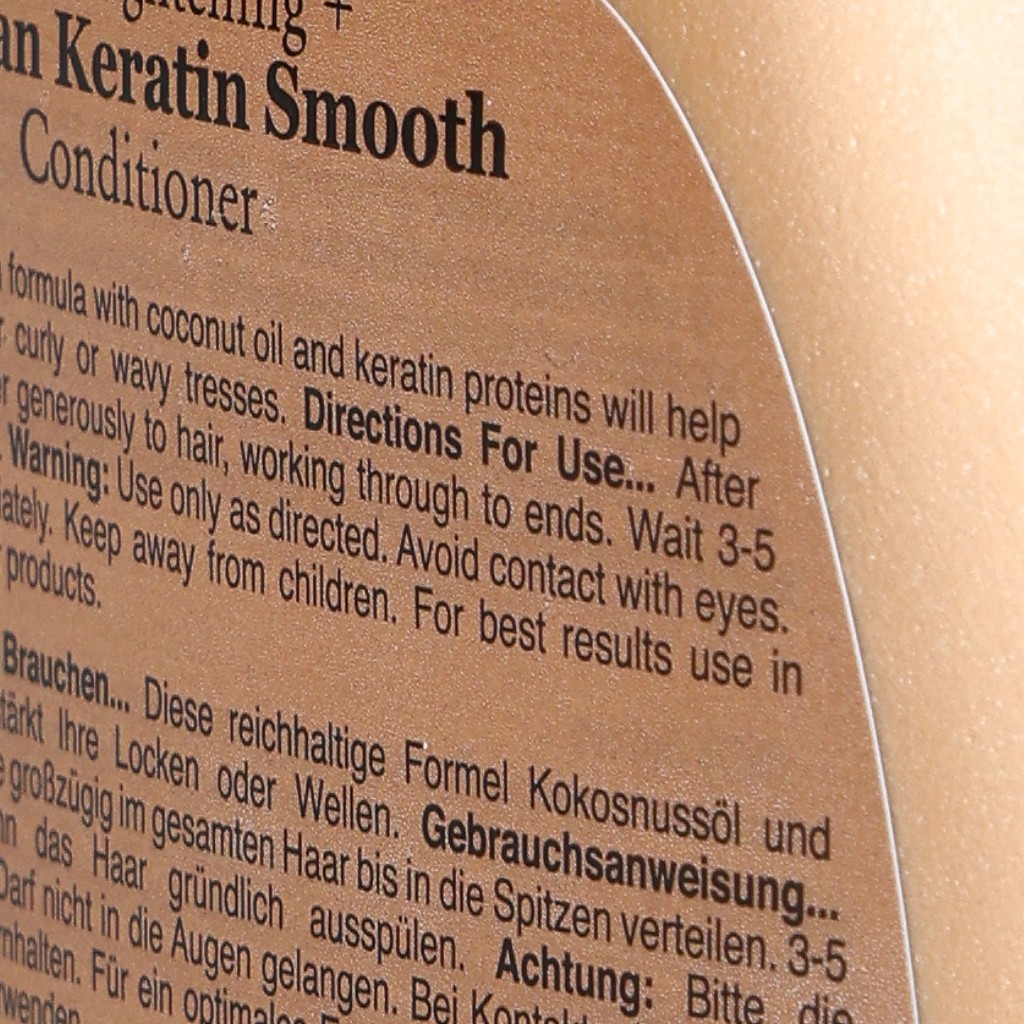 +
Keratin Smooth
Conditioner
formula with coconut oil and keratin proteins will help
curly or wavy tresses. Directions For Use... After
generously to hair, working through to ends. Wait 3-5
Warning: Use only as directed. Avoid contact with eyes.
Keep away from children. For best results use in
products.
Brauchen... Diese reichhaltige Formel Kokosnussöl und
Ihre Locken oder Wellen. Gebrauchsanweisung...
großzügig im gesamten Haar bis in die Spitzen verteilen. 3-5
das Haar gründlich ausspülen. Achtung: Bitte die
Darf nicht in die Augen gelangen. Bei
Für ein